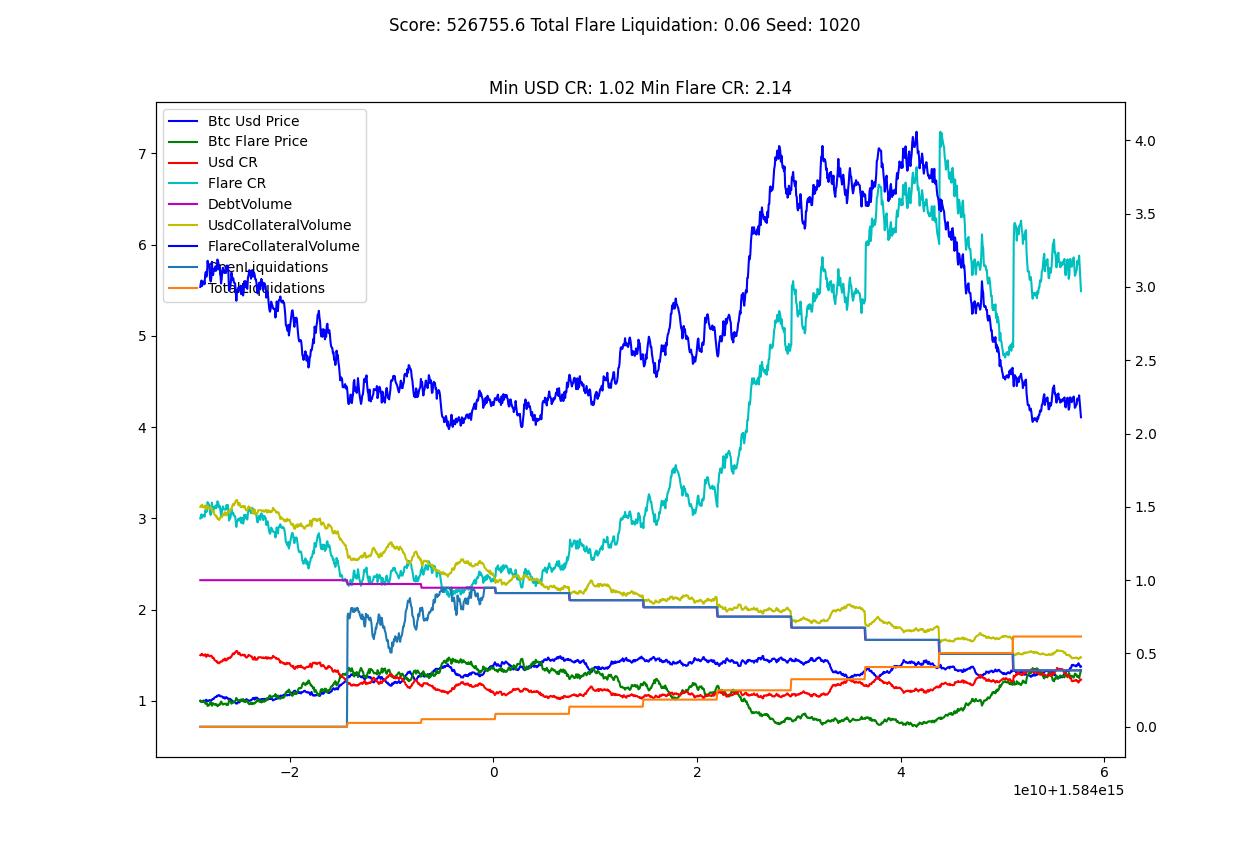 Score: 526755.6 Total Flare Liquidation: 0.06 Seed: 1020
Min USD CR: 1.02 Min Flare CR: 2.14
Btc Usd Price
Btc Flare Price
Usd CR
Flare CR
DebtVolume
UsdCollateralVolume
FlareCollateralVolume
OpenLiquidations
TotalLiquidations
7
6
5
4
3
2
1
4.0
3.5
3.0
2.5
2.0
1.5
1.0
0.5
0.0
−2 0 2 4 6
1e10+1.584e15